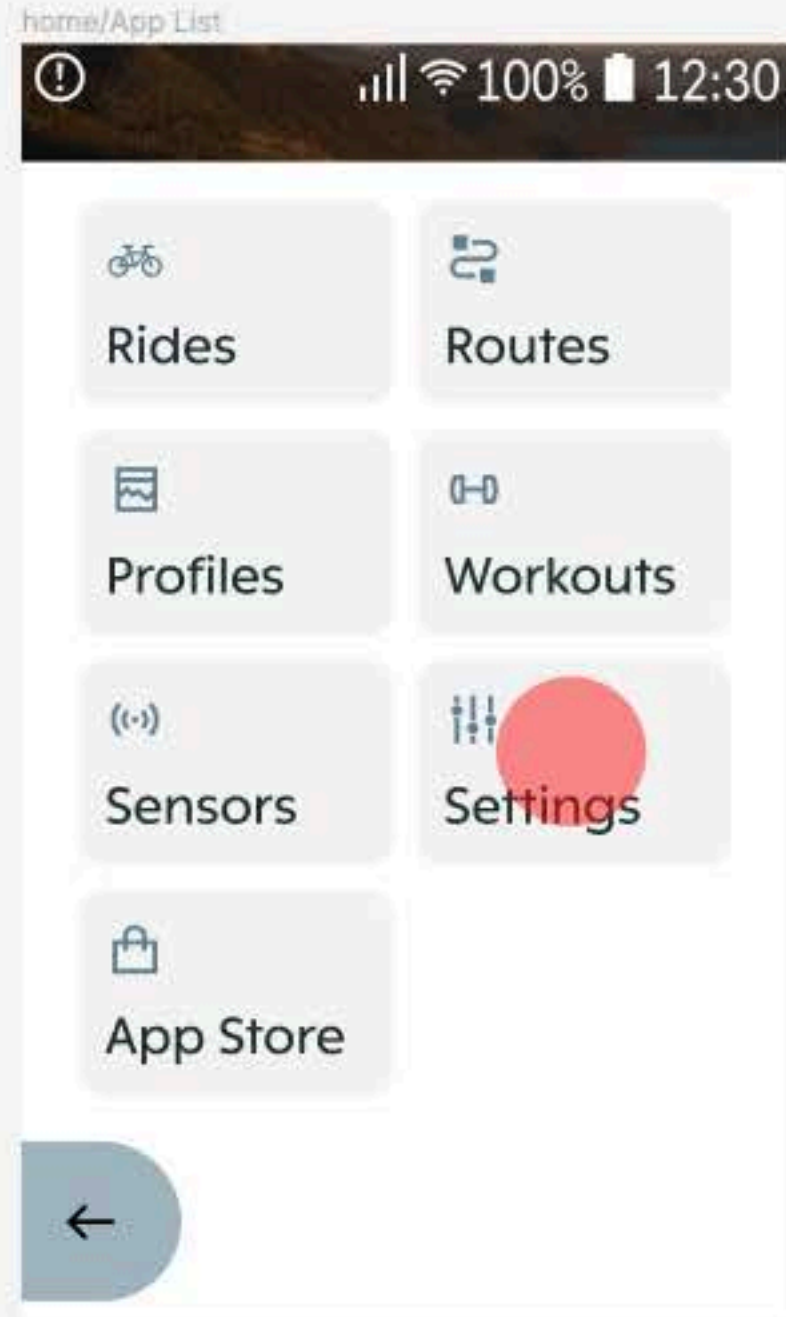 home/App List
100% 12:30
Rides
Routes
Profiles
Workouts
Sensors
Settings
App Store